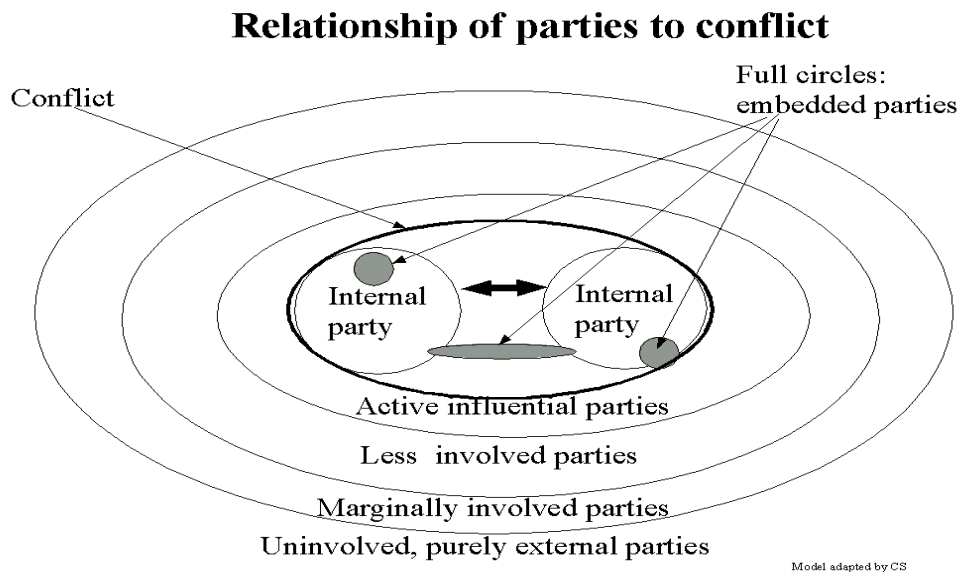 Relationship of parties to conflict
Full circles:
embedded parties
Conflict
Internal
party
Internal
party
Active influential parties
Less involved parties
Marginally involved parties
Uninvolved, purely external parties
Model adapted by CS